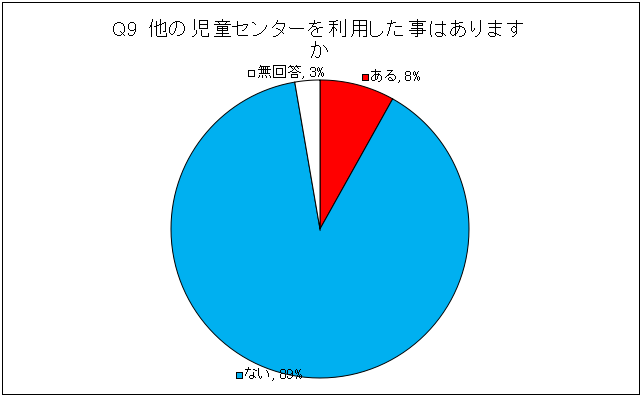 Q9 他の児童センターを利用した事はあります
か
無回答, 3%
ある, 8%
ない, 89%